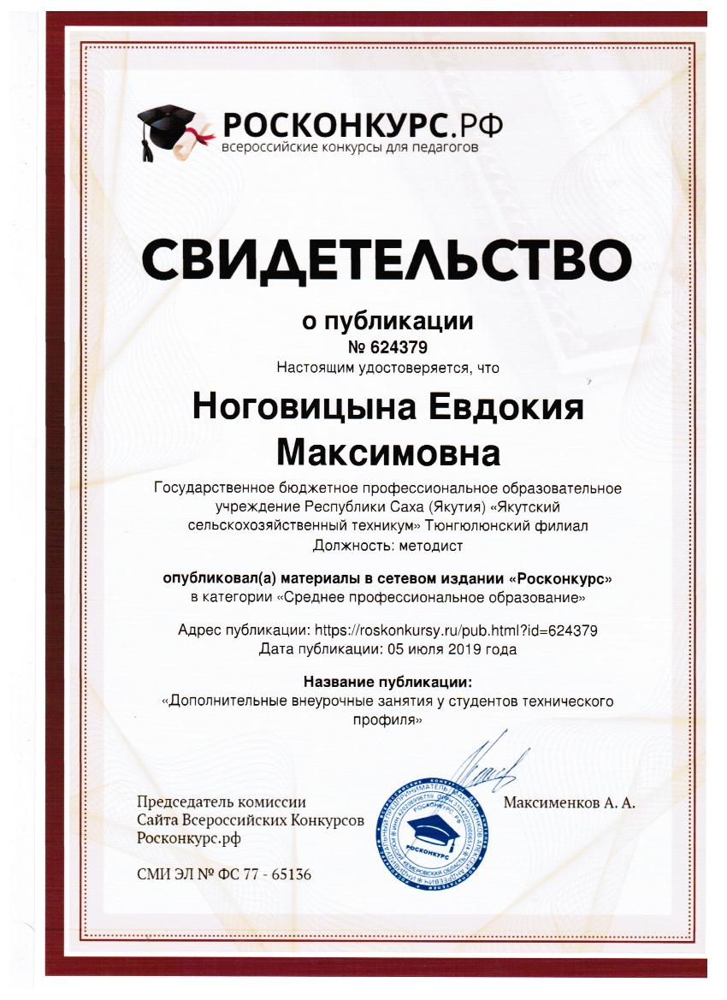 РОСКОНКУРС.РФ
всероссийские конкурсы для педагогов
СВИДЕТЕЛЬСТВО
о публикации
№ 624379
Настоящим удостоверяется, что
Ноговицына Евдокия
Максимовна
Государственное бюджетное профессиональное образовательное
учреждение Республики Саха (Якутия) «Якутский
сельскохозяйственный техникум» Тюнгюлюнский филиал
Должность: методист
опубликовал(а) материалы в сетевом издании «Росконкурс»
в категории «Среднее профессиональное образование»
Адрес публикации: https://roskonkursy.ru/pub.html?id=624379
Дата публикации: 05 июля 2019 года
Название публикации:
«Дополнительные внеурочные занятия у студентов технического
профиля»
Председатель комиссии
Сайта Всероссийских Конкурсов
Росконкурс.рф
СМИ ЭЛ № ФС 77 - 65136
Максименков А. А.
РОСКОНКУРС.РФ
РОСКОНКУРС